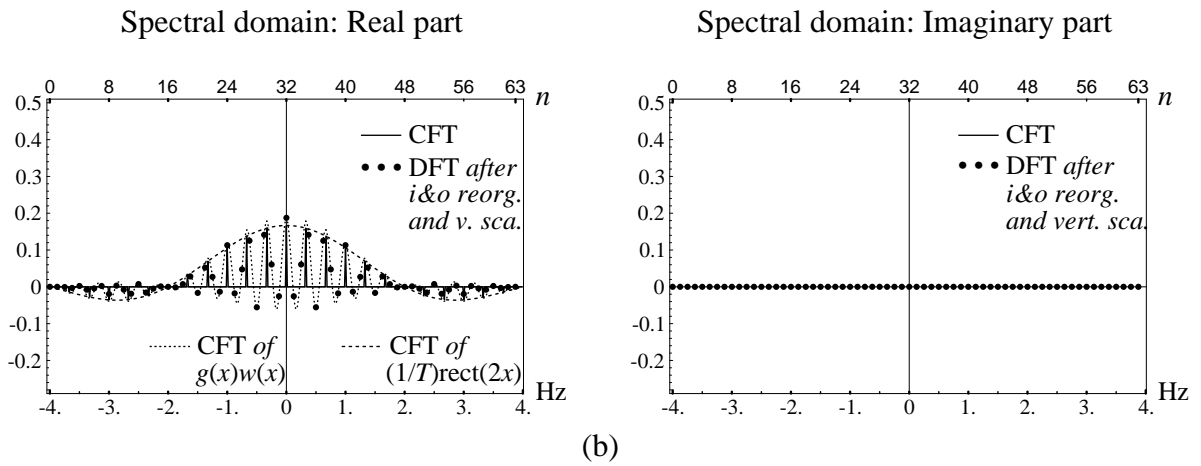 Spectral domain: Real part
0 8 16 24 32 40 48 56 63 n
0.5
0.4
0.3
0.2
0.1
0
-0.1
-0.2
CFT
DFT after
i&o reorg.
and v. sca.
CFT of
g(x)w(x)
CFT of
(1/T)rect(2x)
-4. -3. -2. -1. 0 1. 2. 3. 4. Hz
Spectral domain: Imaginary part
0 8 16 24 32 40 48 56 63 n
0.5
0.4
0.3
0.2
0.1
0
-0.1
-0.2
CFT
DFT after
i&o reorg.
and vert. sca.
-4. -3. -2. -1. 0 1. 2. 3. 4. Hz
(b)